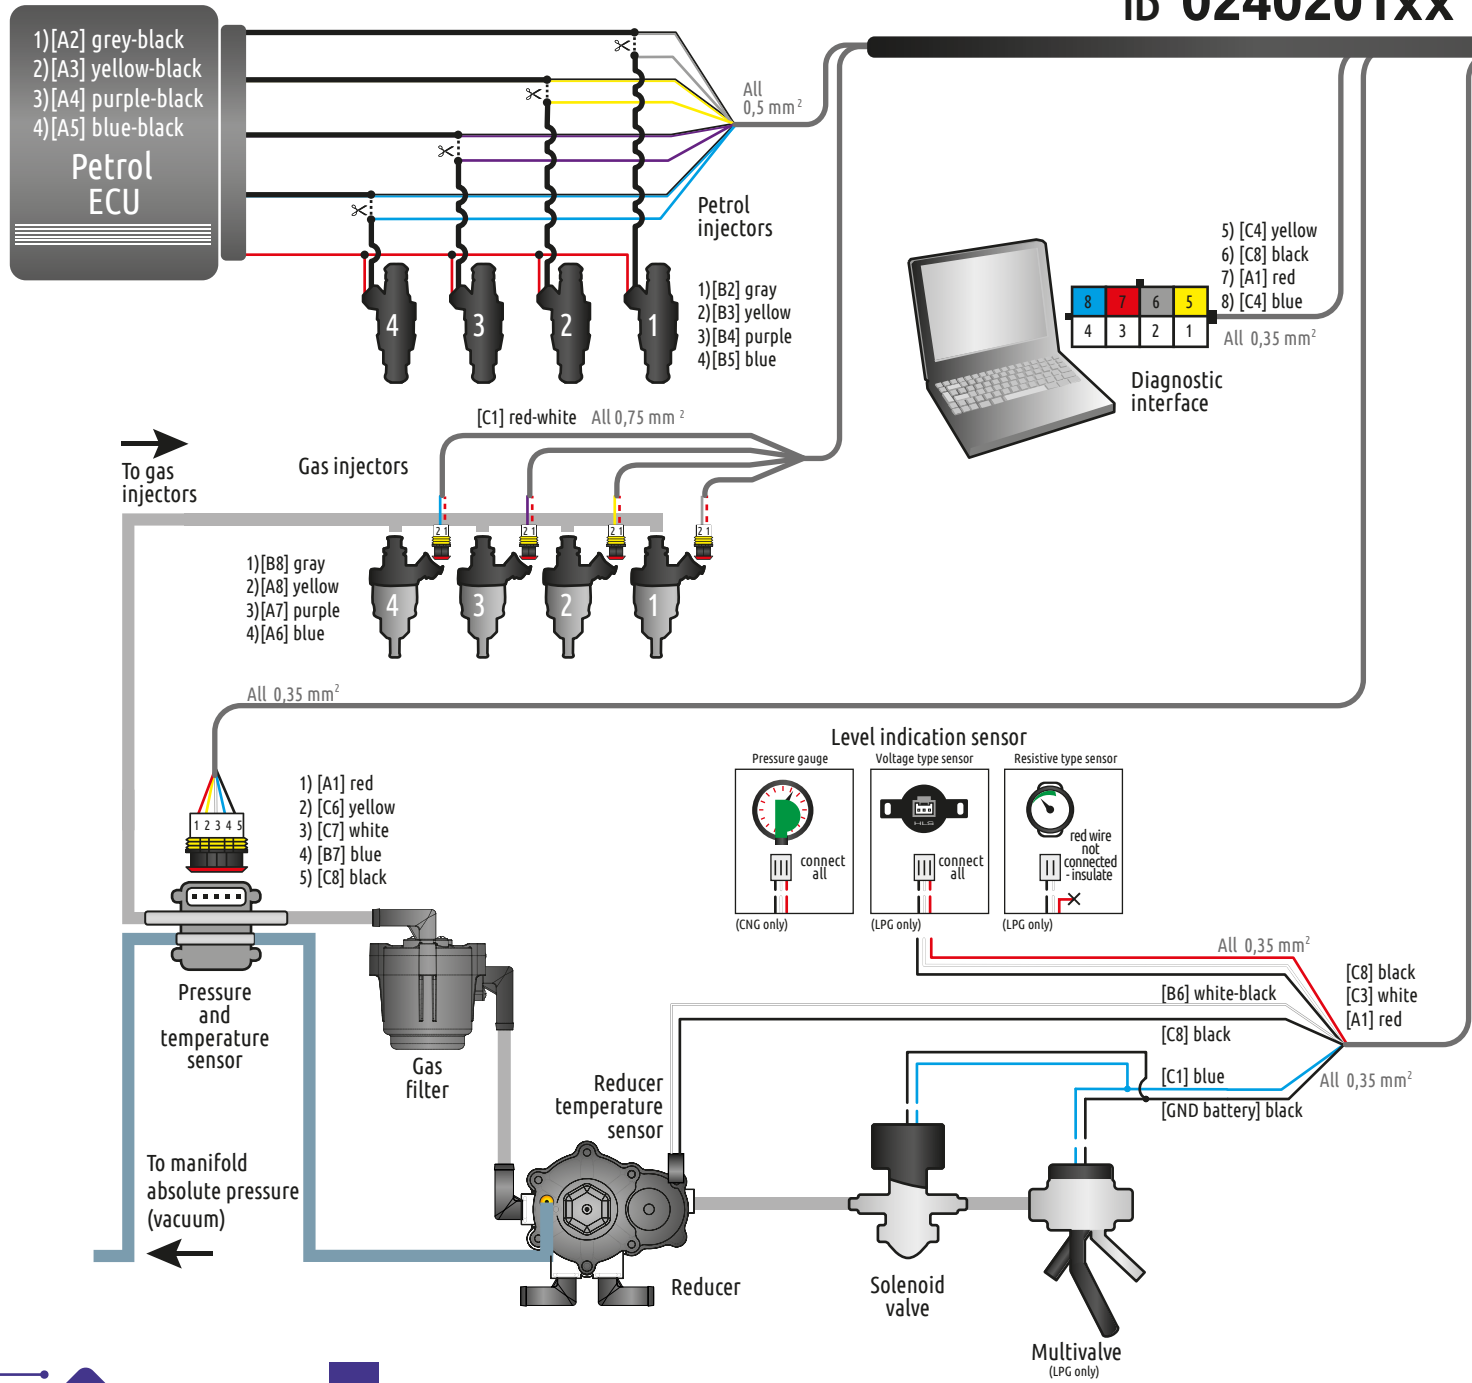 ID 0240201xx
1)[A2] grey-black
2)[A3] yellow-black
3)[A4] purple-black
4)[A5] blue-black
Petrol
ECU
All
0,5 mm²
Petrol
injectors
4
3
2
1
1)[B2] gray
2)[B3] yellow
3)[B4] purple
4)[B5] blue
5) [C4] yellow
6) [C8] black
7) [A1] red
8) [C4] blue
8 7 6 5
4 3 2 1
All 0,35 mm²
Diagnostic
interface
[C1] red-white All 0,75 mm²
To gas
injectors
Gas injectors
2 1
2 1
2 1
2 1
1)[B8] gray
2)[A8] yellow
3)[A7] purple
4)[A6] blue
4
3
2
1
All 0,35 mm²
1 2 3 4 5
1) [A1] red
2) [C6] yellow
3) [C7] white
4) [B7] blue
5) [C8] black
Level indication sensor
Pressure gauge
connect
all
(CNG only)
Voltage type sensor
HLS
connect
all
(LPG only)
Resistive type sensor
red wire
not
connected
- insulate
(LPG only)
All 0,35 mm²
[C8] black
[C3] white
[A1] red
[B6] white-black
[C8] black
[C1] blue
[GND battery] black
All 0,35 mm²
Pressure
and
temperature
sensor
Gas
filter
Reducer
temperature
sensor
To manifold
absolute pressure
(vacuum)
Reducer
Solenoid
valve
Multivalve
(LPG only)